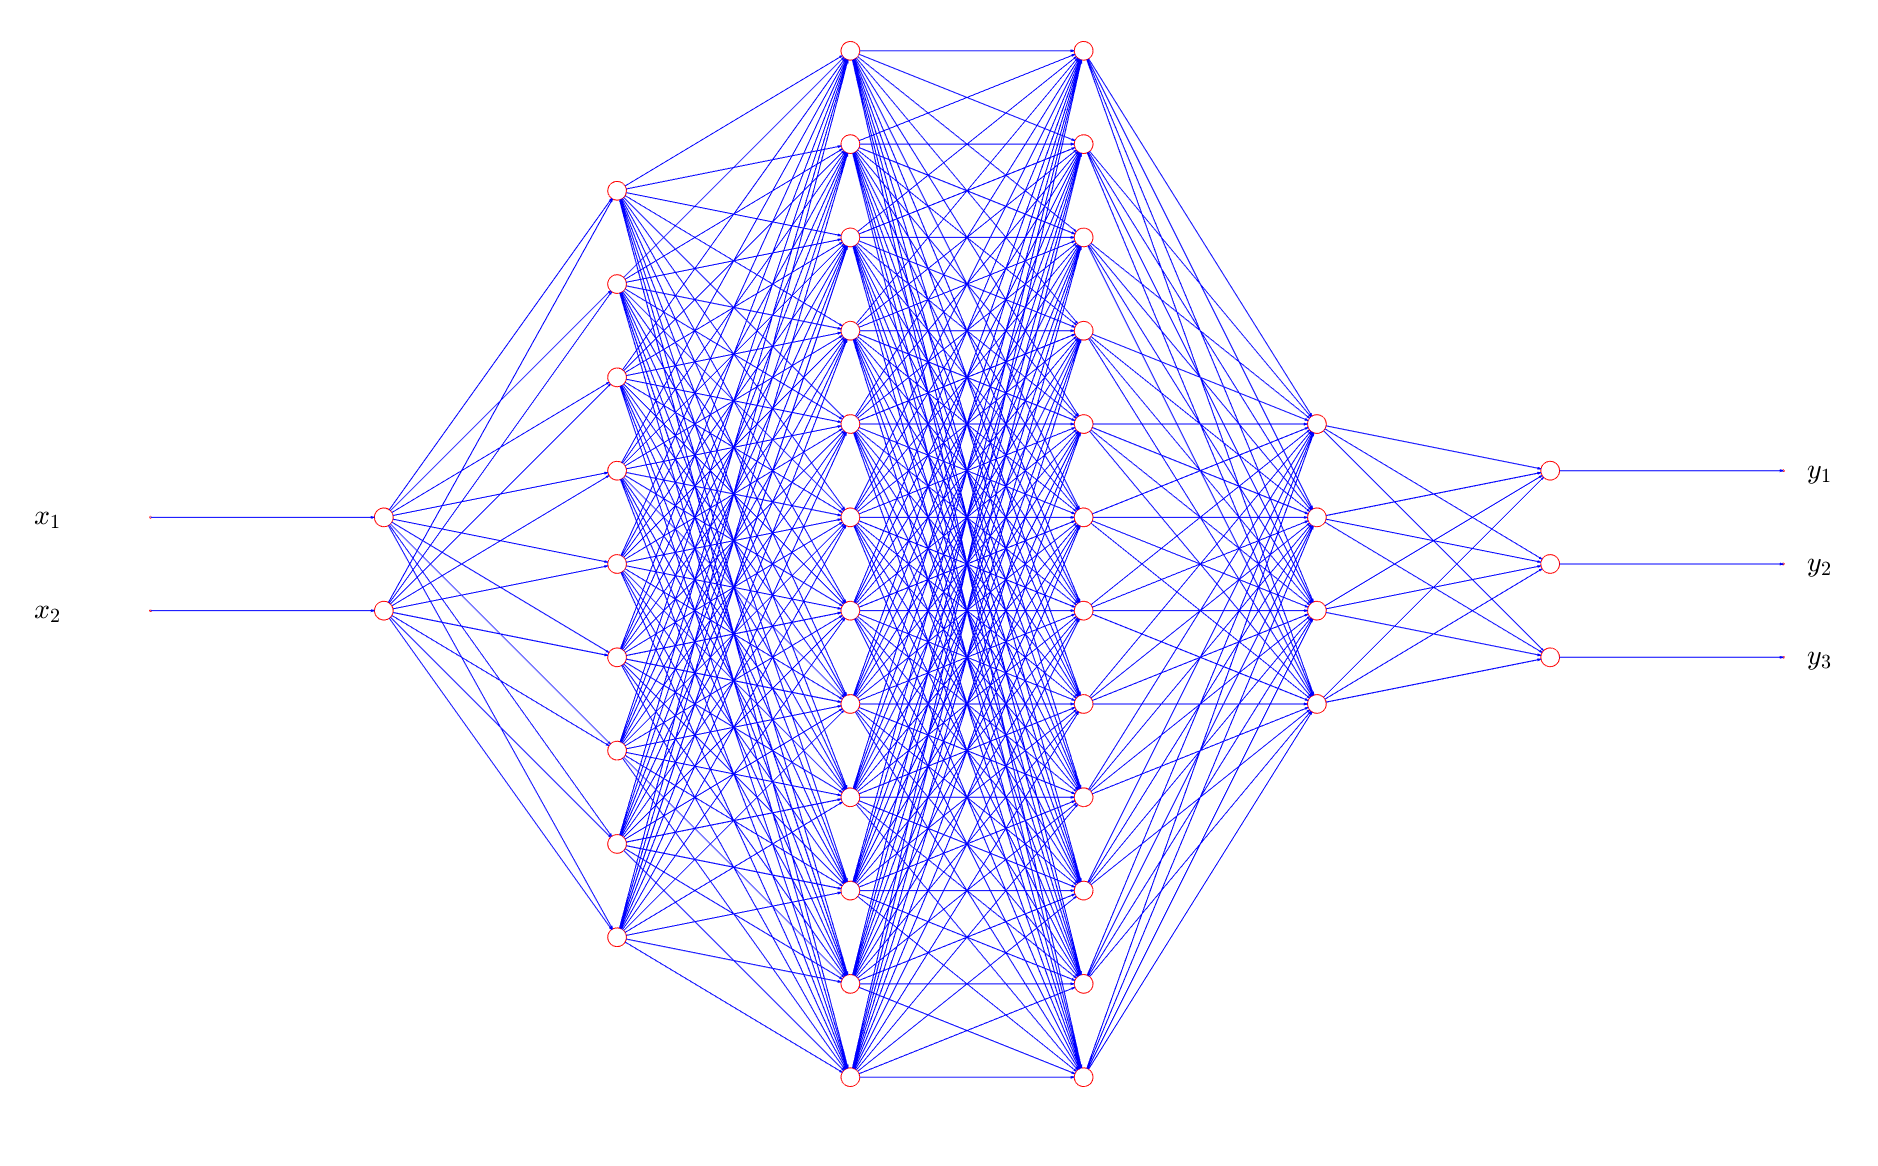 x₁
x₂
y₁
y₂
y₃